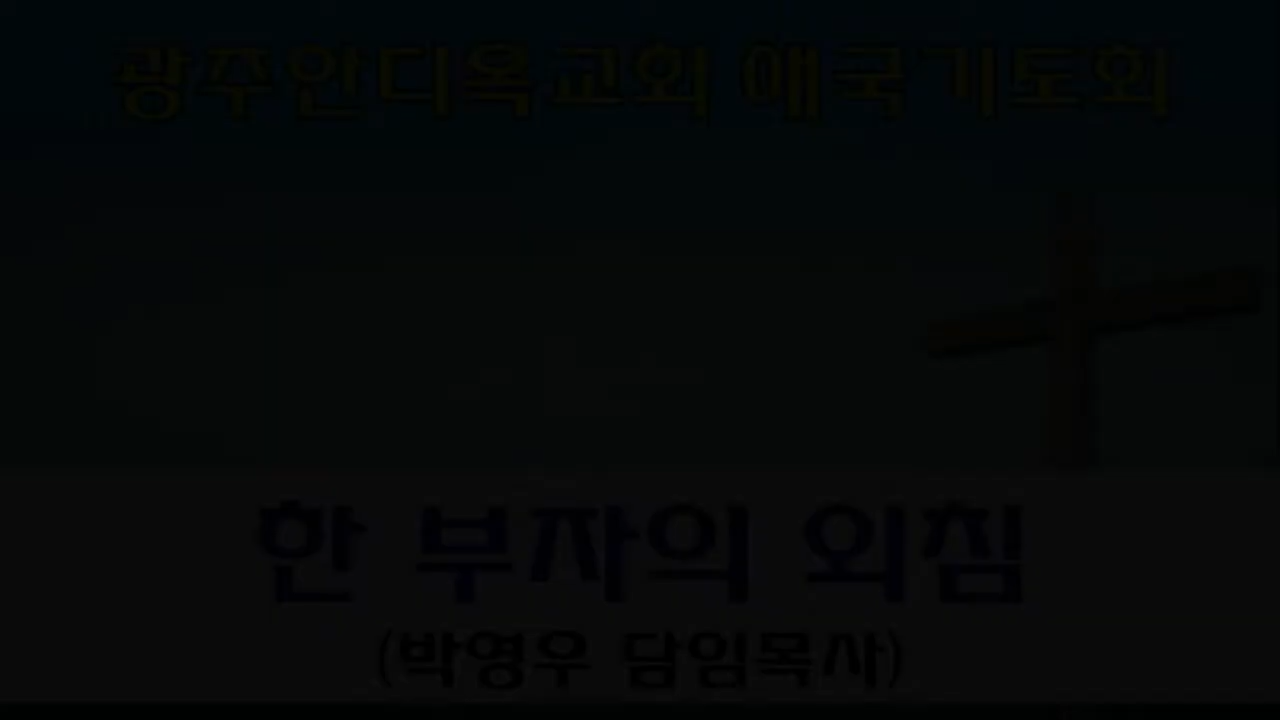 광주안디옥교회 애국기도회
한 부자의 외침
(박영우 담임목사)